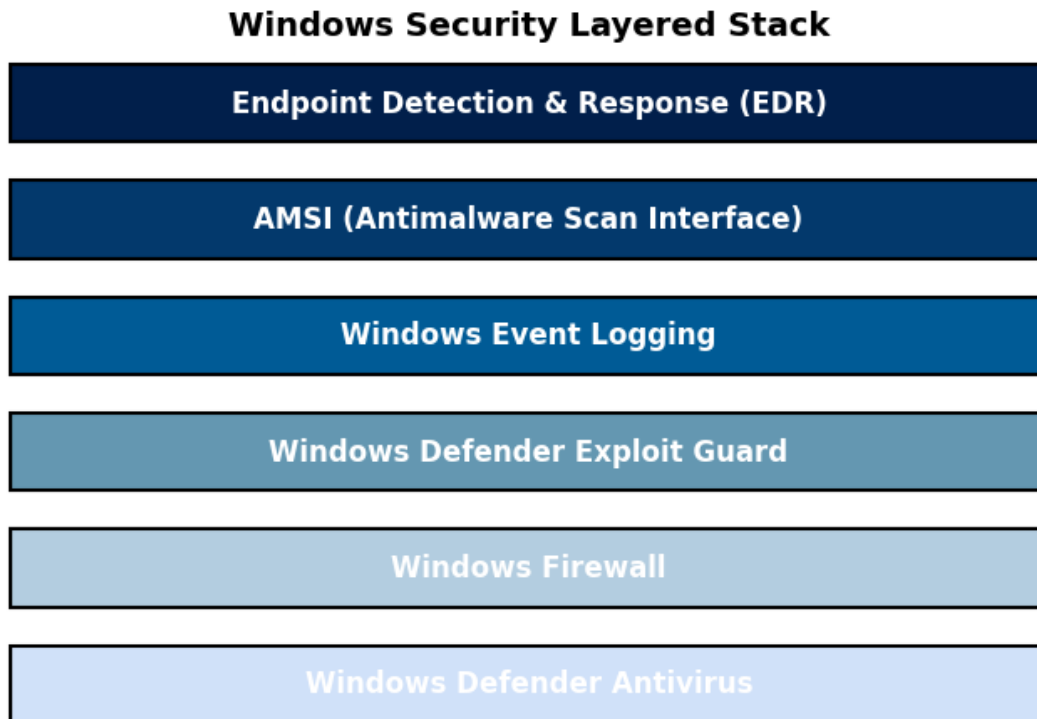 Windows Security Layered Stack
Endpoint Detection & Response (EDR)
AMSI (Antimalware Scan Interface)
Windows Event Logging
Windows Defender Exploit Guard
Windows Firewall
Windows Defender Antivirus